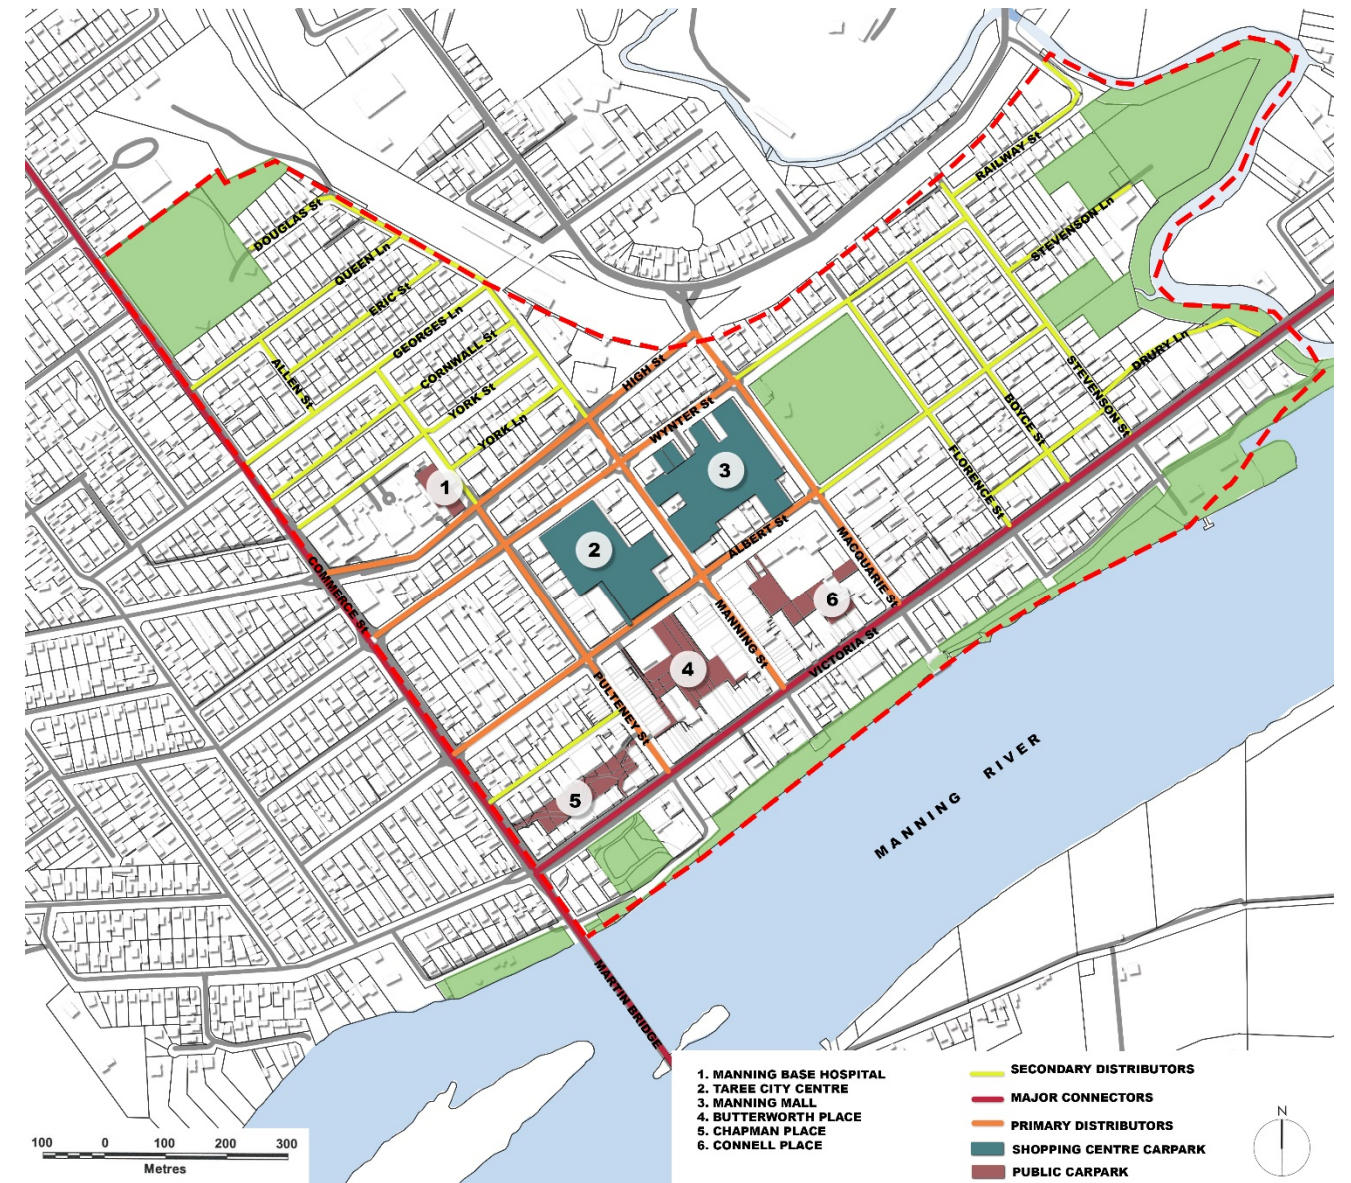 RAILWAY St
STEVENSON Ln
DOUGLAS St
QUEEN Ln
ERIC St
GEORGES Ln
CORNWALL St
ALLEN St
YORK St
YORK Ln
HIGH St
WYNTER St
DRURY Ln
STEVENSON St
BOYCE St
FLORENCE St
1
2
3
ALBERT St
MACQUARIE St
COMMERCE St
MANNING St
6
VICTORIA St
4
PULTENEY St
5
MANNING RIVER
MARTIN BRIDGE
1. MANNING BASE HOSPITAL
2. TAREE CITY CENTRE
3. MANNING MALL
4. BUTTERWORTH PLACE
5. CHAPMAN PLACE
6. CONNELL PLACE
SECONDARY DISTRIBUTORS
MAJOR CONNECTORS
PRIMARY DISTRIBUTORS
SHOPPING CENTRE CARPARK
PUBLIC CARPARK
N
100 0 100 200 300
Metres